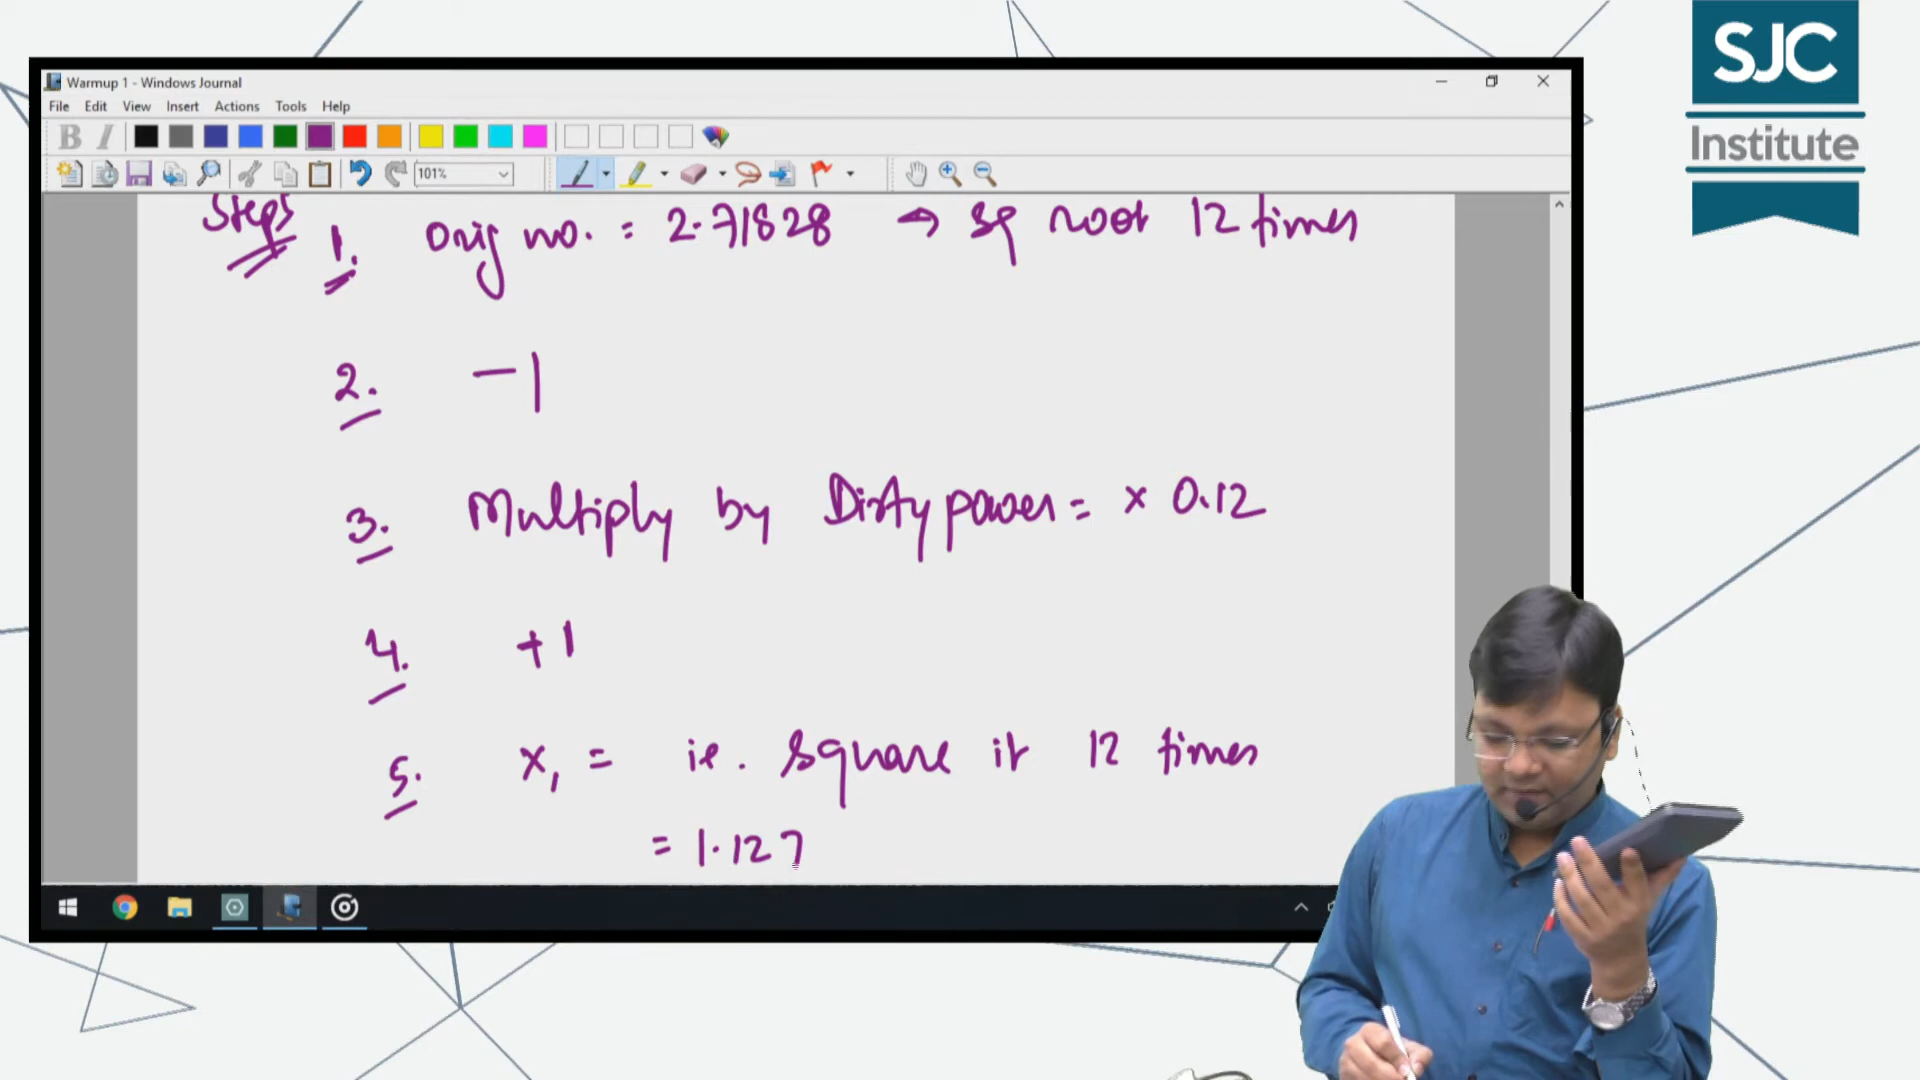 SJC
Institute
Warmup 1 - Windows Journal
File Edit View Insert Actions Tools Help
B I
101%
Steps
1. Orig no. = 2.71828 → sq root 12 times
2. -1
3. Multiply by Dirty power = × 0.12
4. +1
5. x, = ie. square it 12 times
= 1.127